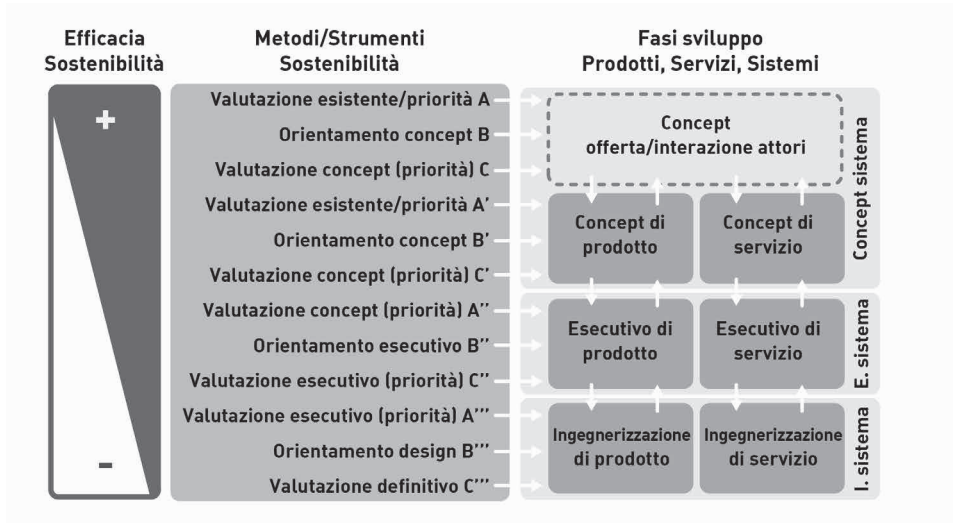 Efficacia
Sostenibilità
Metodi/Strumenti
Sostenibilità
Fasi sviluppo
Prodotti, Servizi, Sistemi
+
-
Valutazione esistente/priorità A
Orientamento concept B
Valutazione concept (priorità) C
Valutazione esistente/priorità A'
Orientamento concept B'
Valutazione concept (priorità) C'
Valutazione concept (priorità) A''
Orientamento esecutivo B''
Valutazione esecutivo (priorità) C''
Valutazione esecutivo (priorità) A'''
Orientamento design B'''
Valutazione definitivo C'''
Concept
offerta/interazione attori
Concept di
prodotto
Concept di
servizio
Concept sistema
Esecutivo di
prodotto
Esecutivo di
servizio
E. sistema
Ingegnerizzazione
di prodotto
Ingegnerizzazione
di servizio
I. sistema